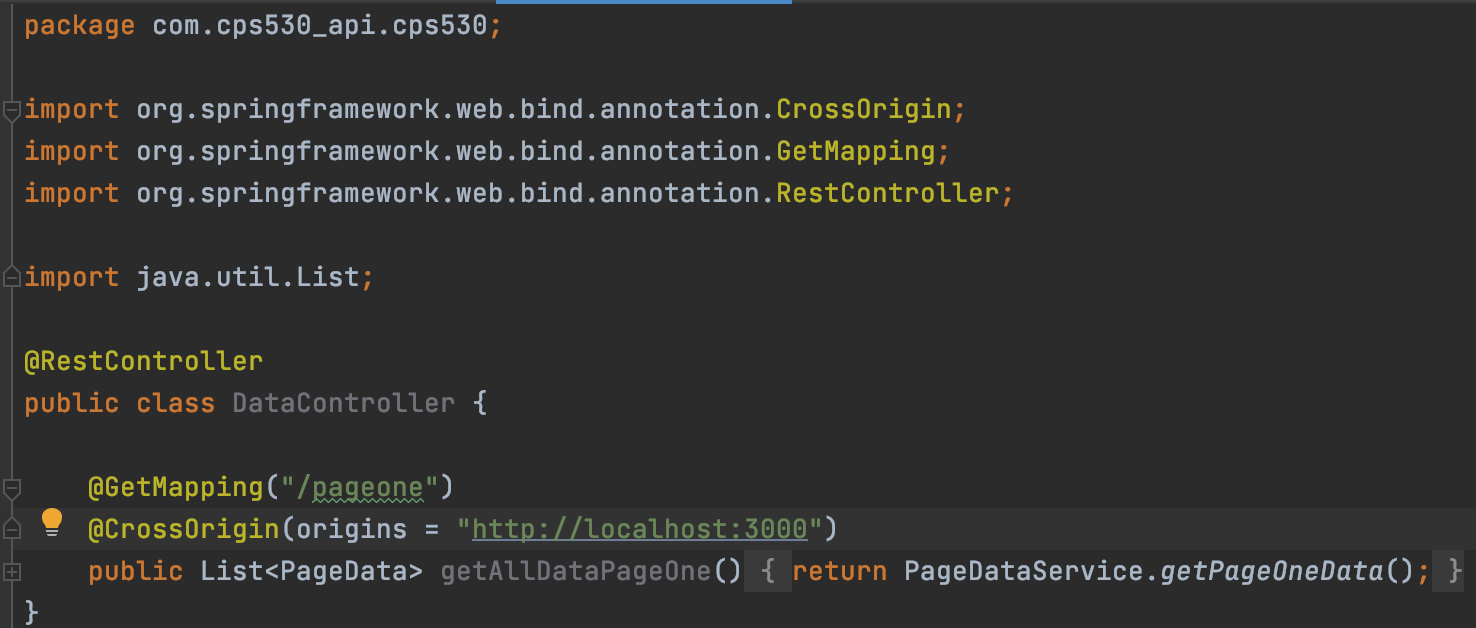 package com.cps530_api.cps530;
import org.springframework.web.bind.annotation.CrossOrigin;
import org.springframework.web.bind.annotation.GetMapping;
import org.springframework.web.bind.annotation.RestController;
import java.util.List;
@RestController
public class DataController {
@GetMapping("/pageone")
@CrossOrigin(origins = "http://localhost:3000")
public List<PageData> getAllDataPageOne() { return PageDataService.getPageOneData(); }
}